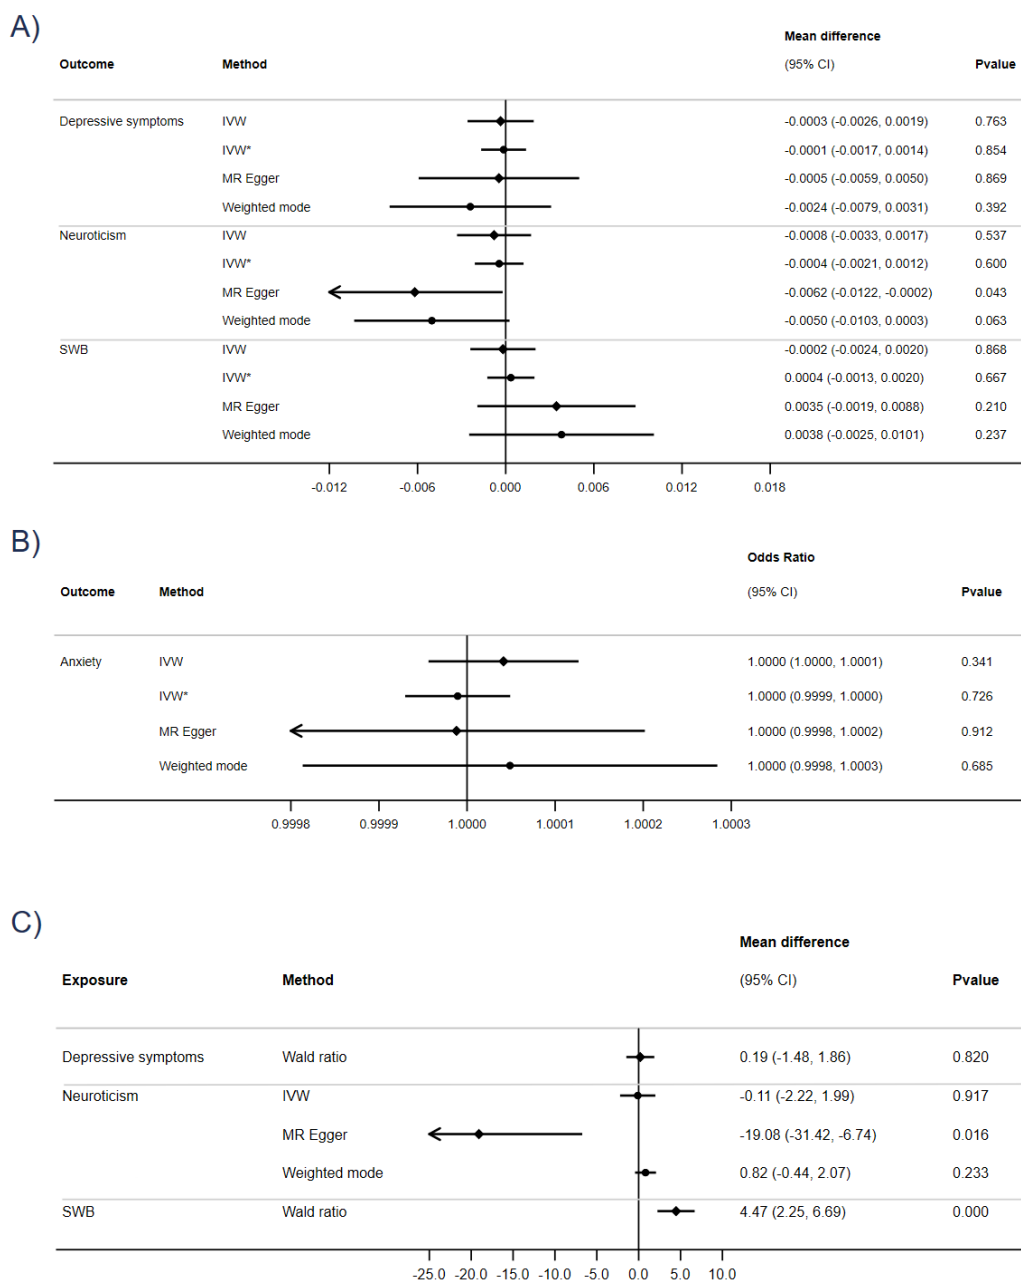 A)
Mean difference
Outcome Method (95% CI) Pvalue
Depressive symptoms IVW -0.0003 (-0.0026, 0.0019) 0.763
IVW* -0.0001 (-0.0017, 0.0014) 0.854
MR Egger -0.0005 (-0.0059, 0.0050) 0.869
Weighted mode -0.0024 (-0.0079, 0.0031) 0.392
Neuroticism IVW -0.0008 (-0.0033, 0.0017) 0.537
IVW* -0.0004 (-0.0021, 0.0012) 0.600
MR Egger -0.0062 (-0.0122, -0.0002) 0.043
Weighted mode -0.0050 (-0.0103, 0.0003) 0.063
SWB IVW -0.0002 (-0.0024, 0.0020) 0.868
IVW* 0.0004 (-0.0013, 0.0020) 0.667
MR Egger 0.0035 (-0.0019, 0.0088) 0.210
Weighted mode 0.0038 (-0.0025, 0.0101) 0.237
-0.012 -0.006 0.000 0.006 0.012 0.018
B)
Odds Ratio
Outcome Method (95% CI) Pvalue
Anxiety IVW 1.0000 (1.0000, 1.0001) 0.341
IVW* 1.0000 (0.9999, 1.0000) 0.726
MR Egger 1.0000 (0.9998, 1.0002) 0.912
Weighted mode 1.0000 (0.9998, 1.0003) 0.685
0.9998 0.9999 1.0000 1.0001 1.0002 1.0003
C)
Mean difference
Exposure Method (95% CI) Pvalue
Depressive symptoms Wald ratio 0.19 (-1.48, 1.86) 0.820
Neuroticism IVW -0.11 (-2.22, 1.99) 0.917
MR Egger -19.08 (-31.42, -6.74) 0.016
Weighted mode 0.82 (-0.44, 2.07) 0.233
SWB Wald ratio 4.47 (2.25, 6.69) 0.000
-25.0 -20.0 -15.0 -10.0 -5.0 0.0 5.0 10.0